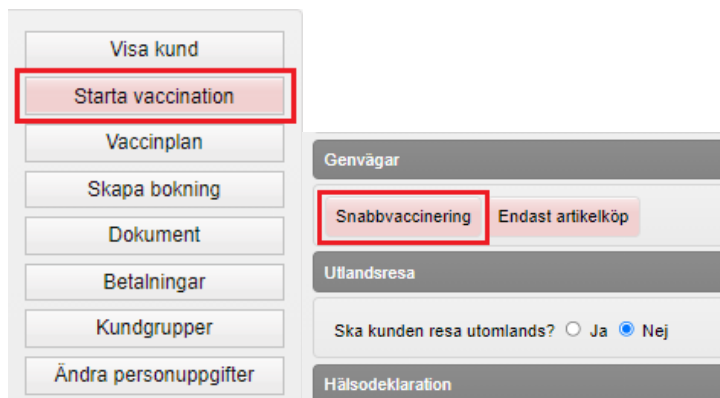 Visa kund
Starta vaccination
Vaccinplan
Skapa bokning
Dokument
Betalningar
Kundgrupper
Ändra personuppgifter
Genvägar
Snabbvaccinering Endast artikelköp
Utlandsresa
Ska kunden resa utomlands? Ja Nej
Hälsodeklaration